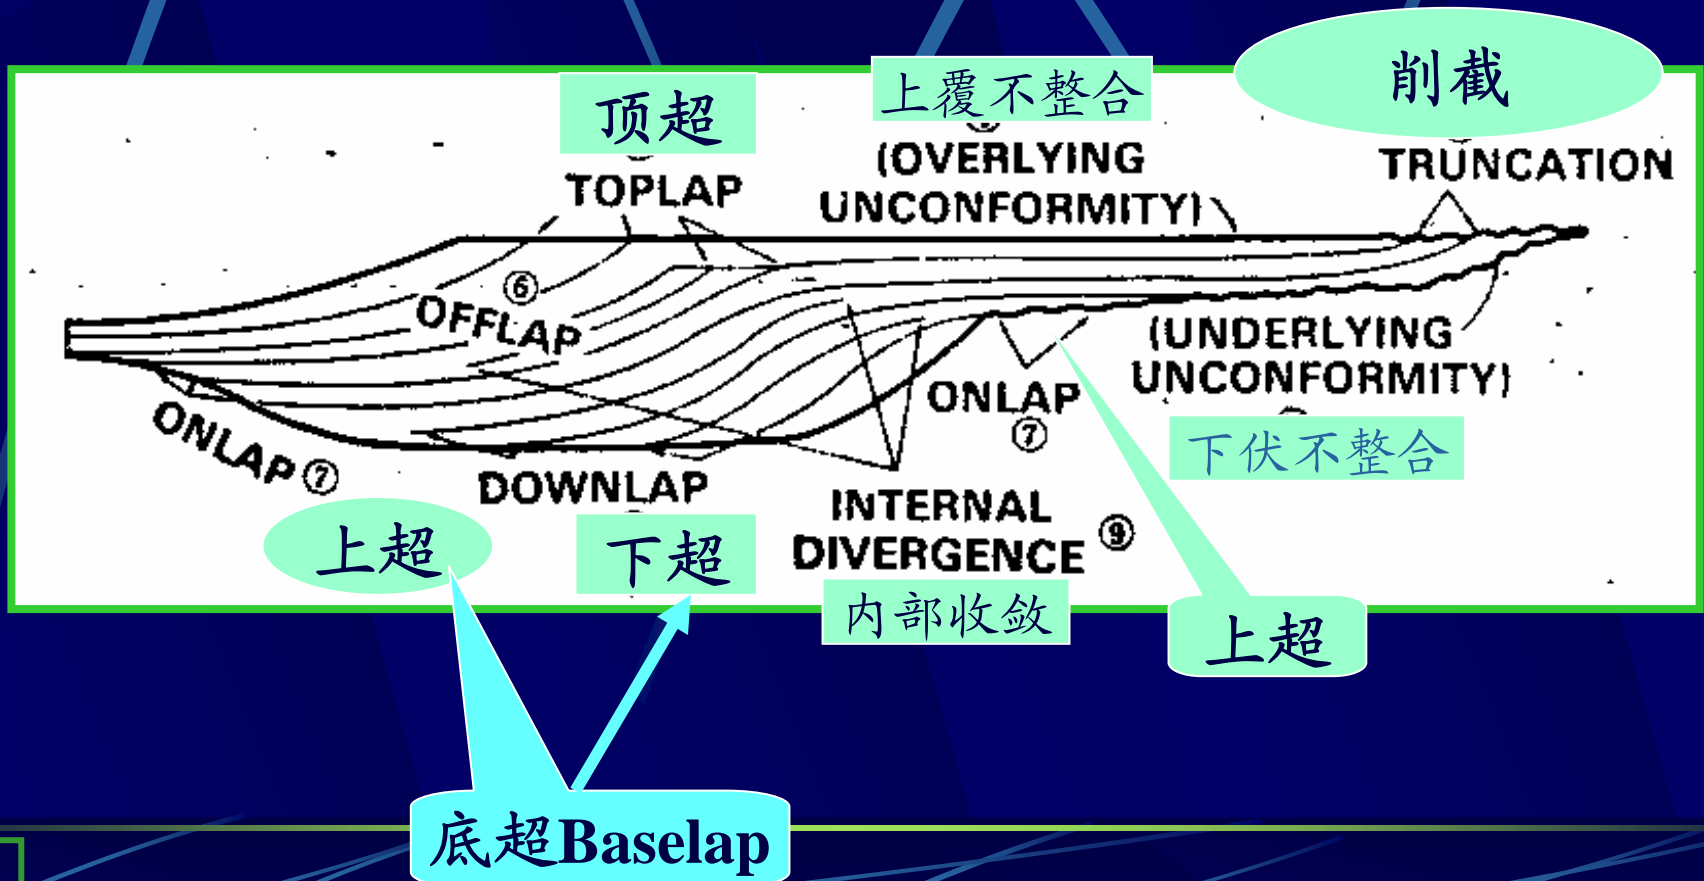 顶超
上覆不整合
削截
TOPLAP
(OVERLYING
UNCONFORMITY)
TRUNCATION
⑥
OFFLAP
(UNDERLYING
UNCONFORMITY)
ONLAP
⑦
ONLAP ⑦
下伏不整合
DOWNLAP
INTERNAL
DIVERGENCE ⑨
上超
下超
内部收敛
上超
底超Baselap